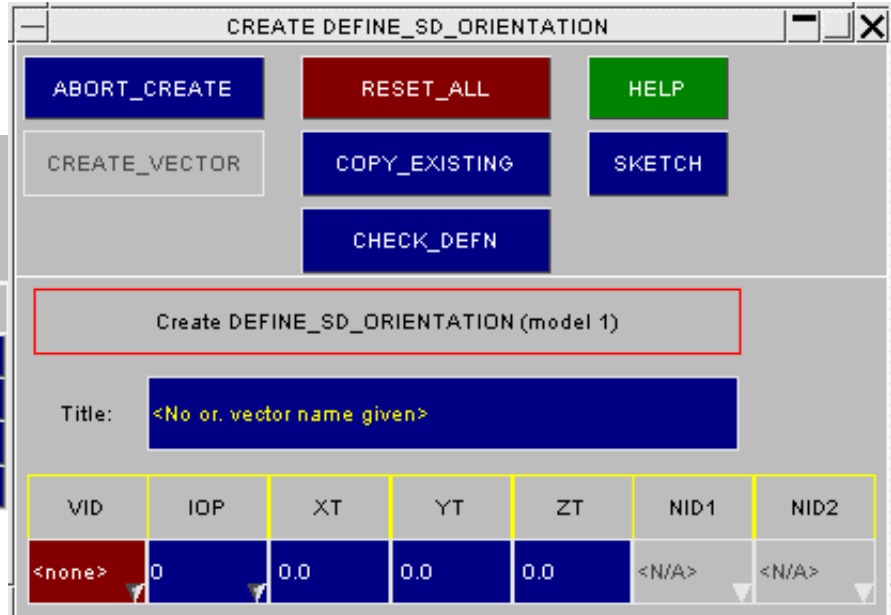 CREATE DEFINE_SD_ORIENTATION
ABORT_CREATE RESET_ALL HELP
CREATE_VECTOR COPY_EXISTING SKETCH
CHECK_DEFN
Create DEFINE_SD_ORIENTATION (model 1)
Title: <No or. vector name given>
VID IOP XT YT ZT NID1 NID2
<none> 0 0.0 0.0 0.0 <N/A> <N/A>